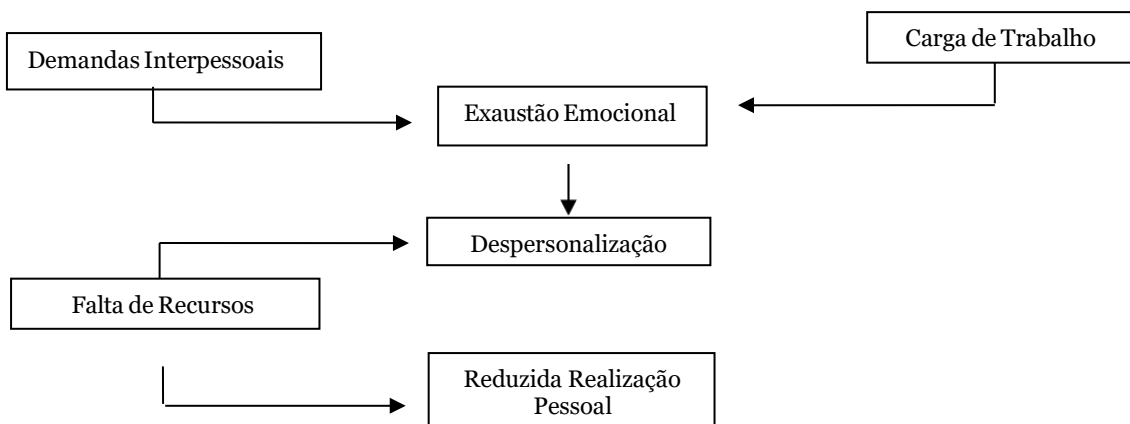 Demandas Interpessoais
Carga de Trabalho
Exaustão Emocional
Despersonalização
Falta de Recursos
Reduzida Realização
Pessoal